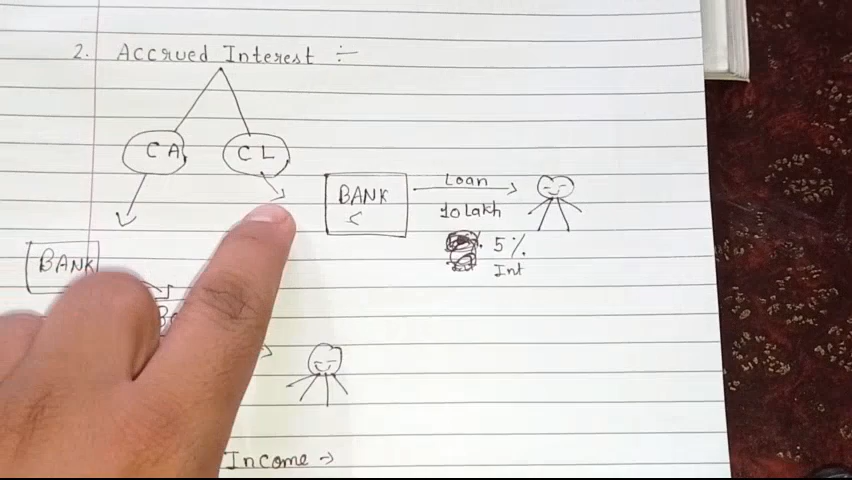 2. Accrued Interest ÷
CA
CL
BANK
Loan
10 Lakh
5%
Int
BANK
Income →